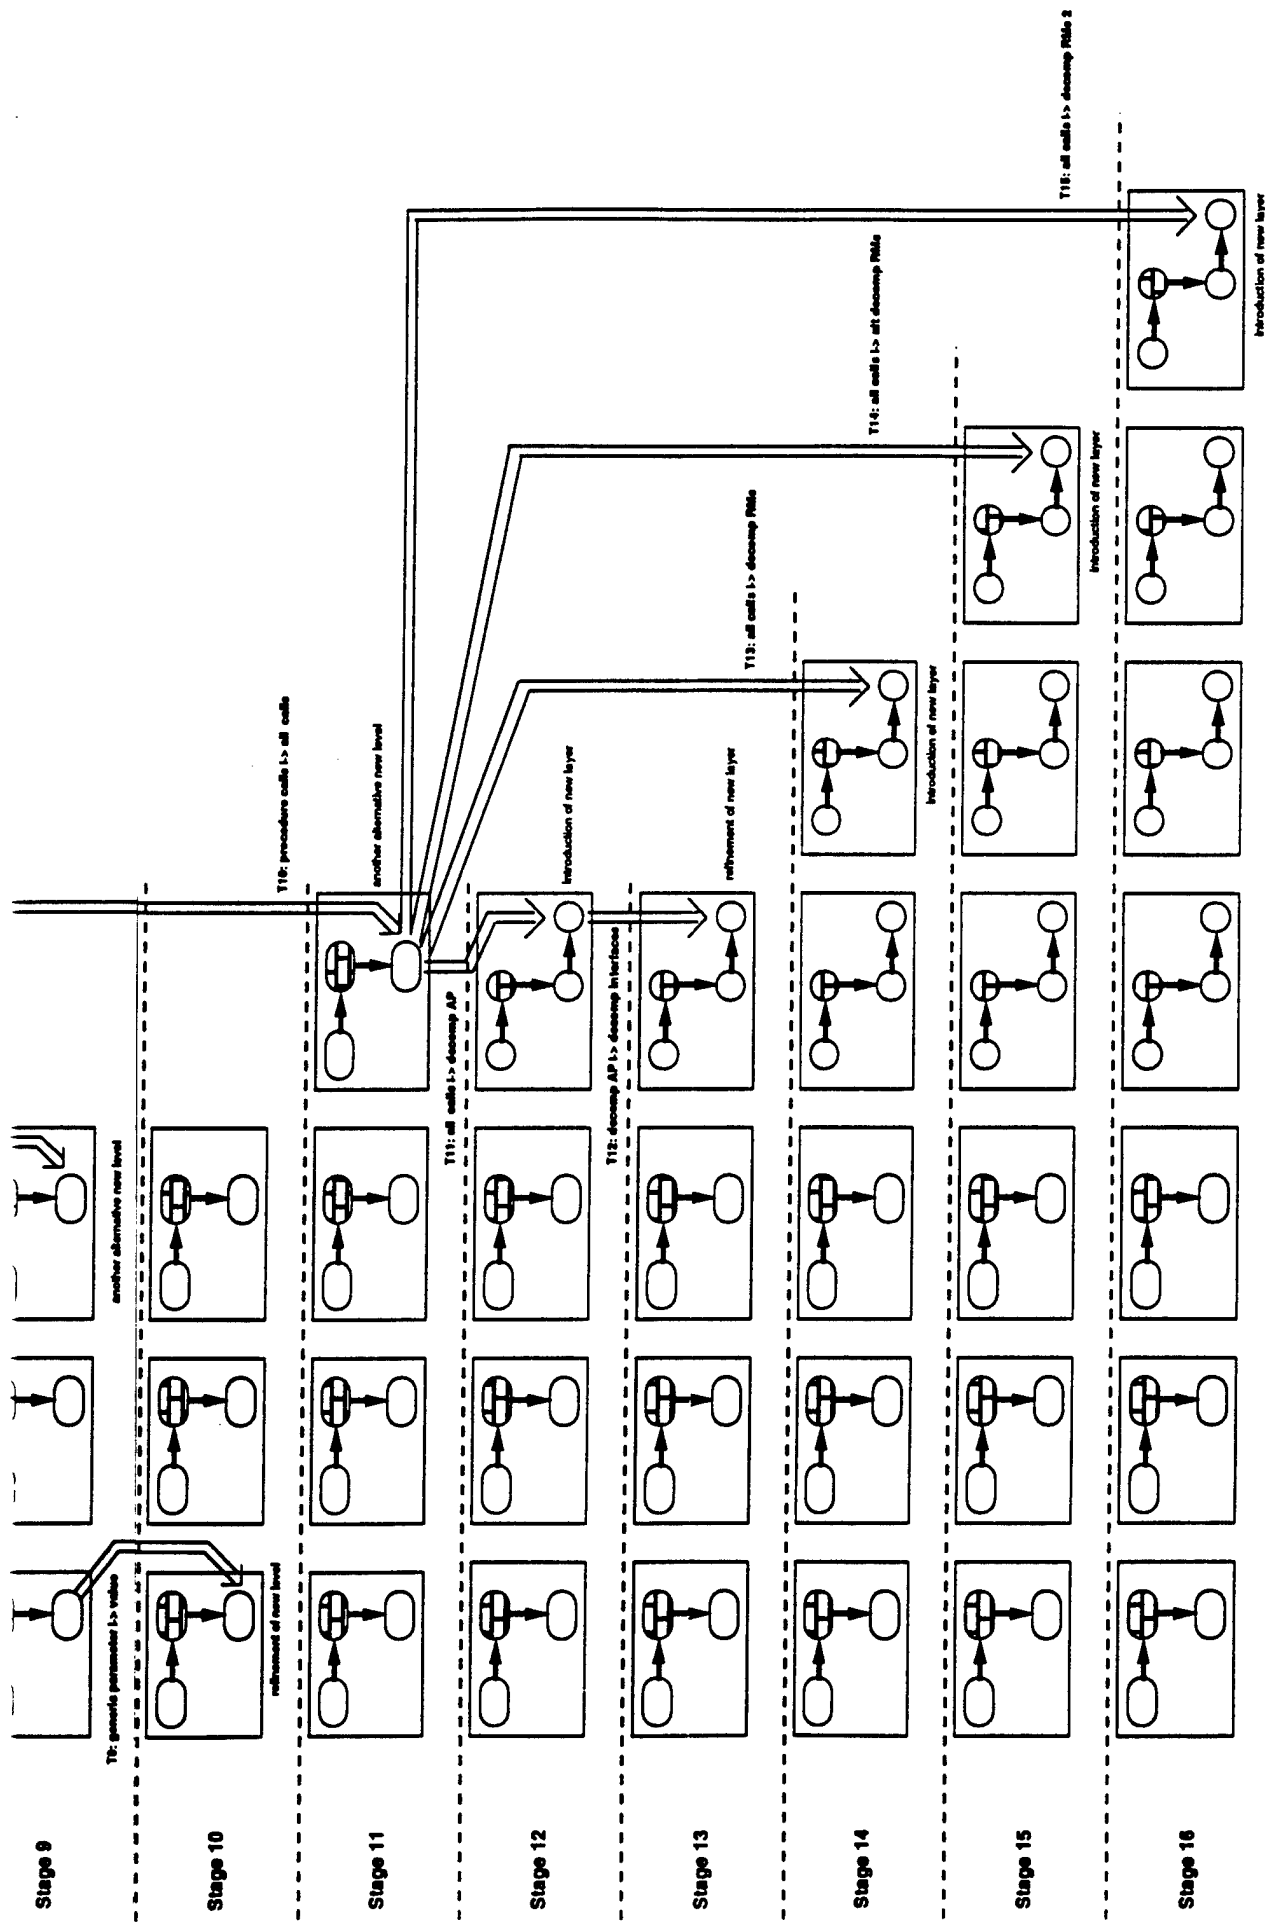 Stage 9
T9: generic parameter l-> value
another alternative new level
Stage 10
refinement of new level
T10: procedure calls l-> all calls
Stage 11
another alternative new level
T11: all calls l-> decomp AP
Stage 12
introduction of new layer
T12: decomp AP l-> decomp interfaces
Stage 13
refinement of new layer
T13: all calls l-> decomp RMs
Stage 14
introduction of new layer
T14: all calls l-> alt decomp RMs
Stage 15
introduction of new layer
T15: all calls l-> decomp RMs 2
Stage 16
introduction of new layer